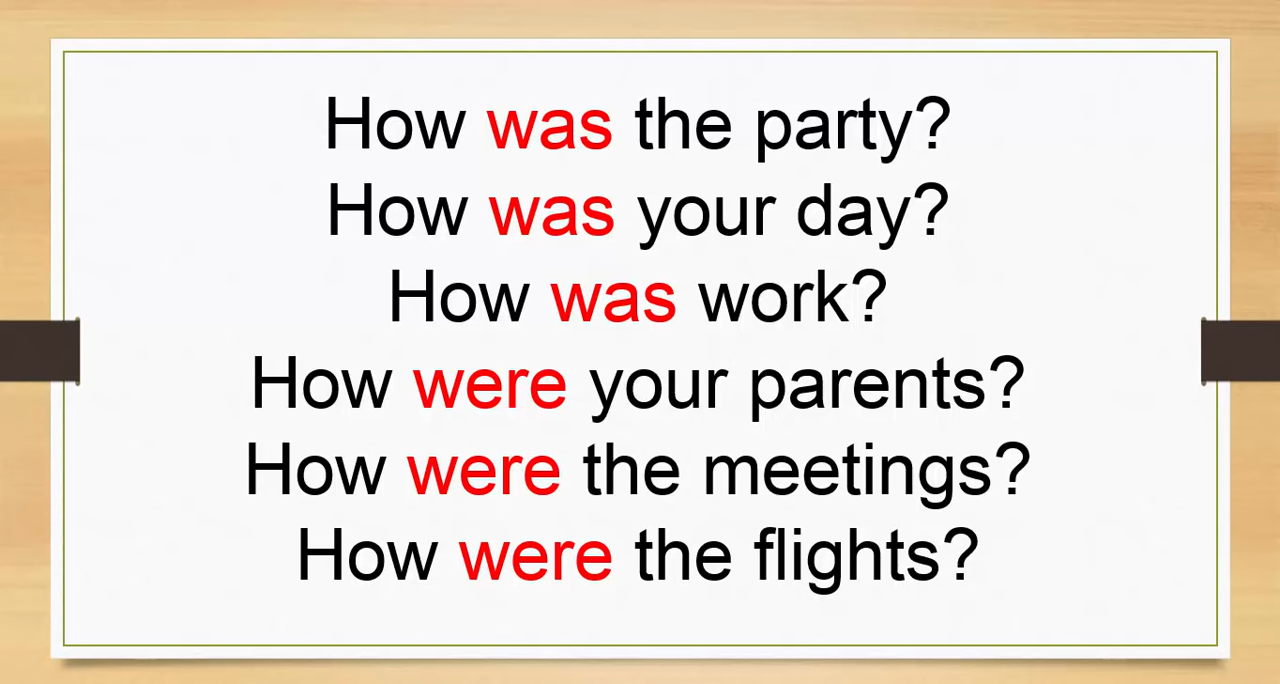 How was the party?
How was your day?
How was work?
How were your parents?
How were the meetings?
How were the flights?